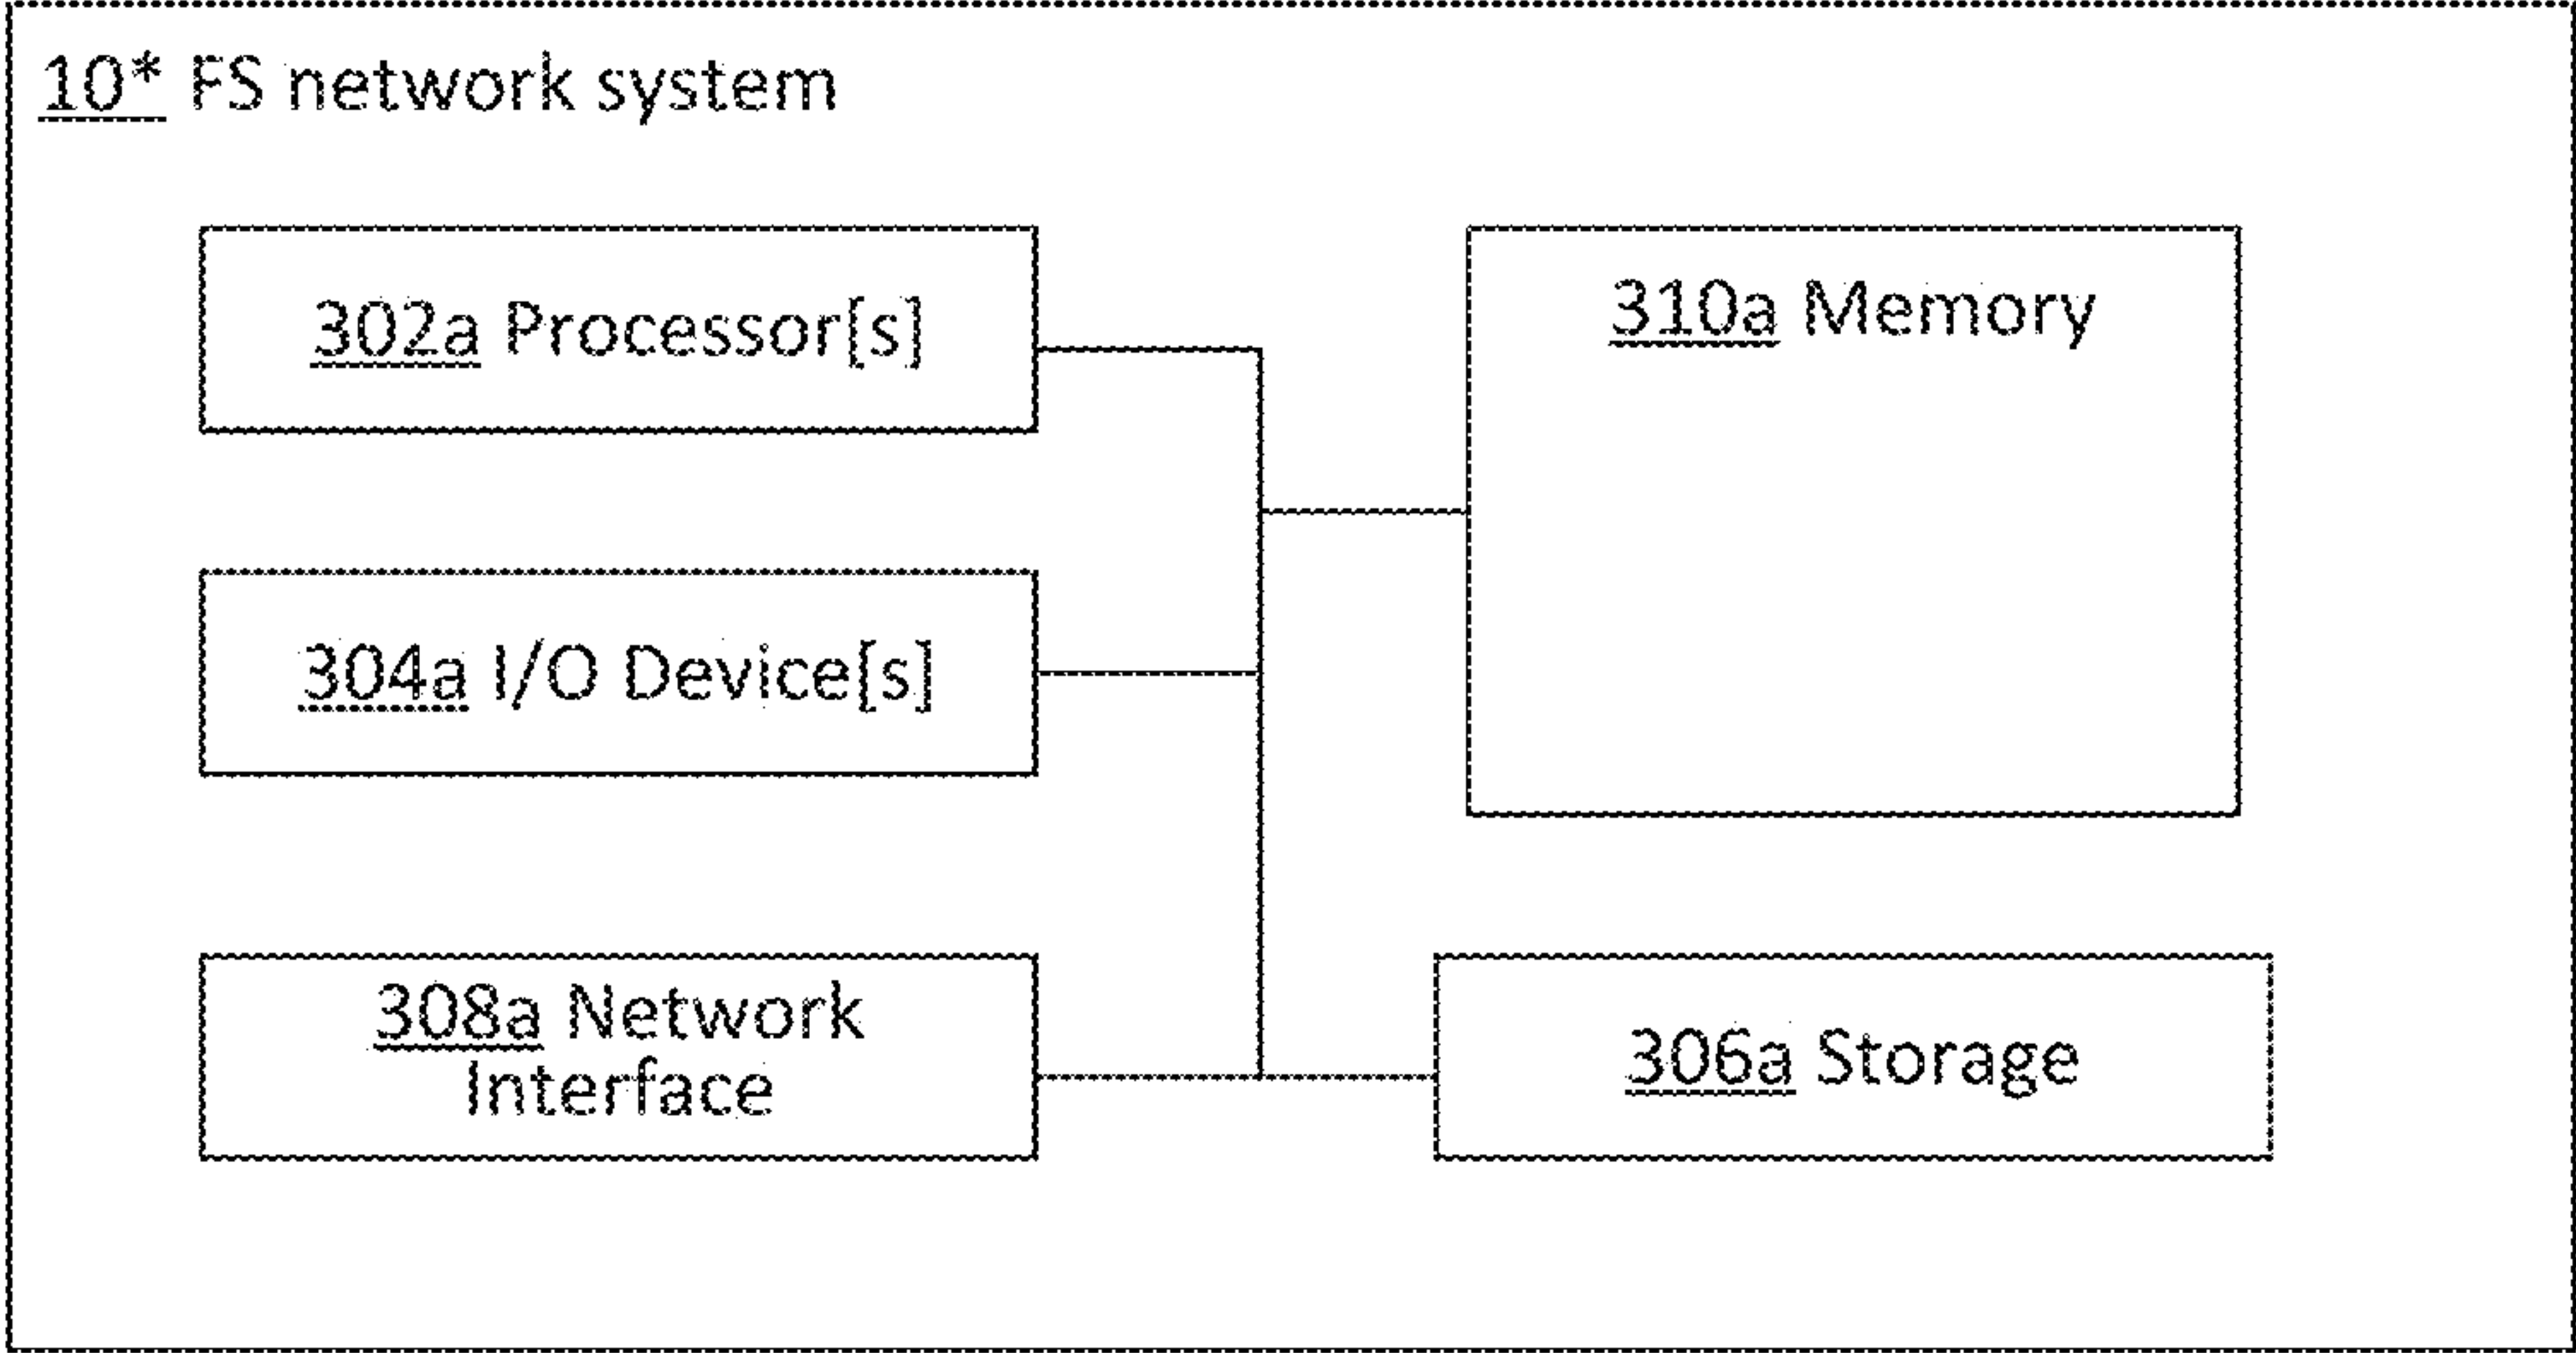 10* FS network system
302a Processor[s]
310a Memory
304a I/O Device[s]
308a Network
Interface
306a Storage